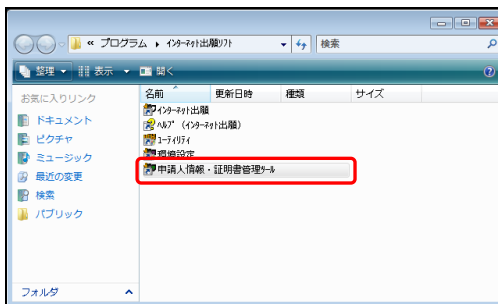 « プログラム ▸ インターネット出願ソフト
検索
整理 ▼ 表示 ▼ 開く
お気に入りリンク
ドキュメント
ピクチャ
ミュージック
最近の変更
検索
パブリック
フォルダ
名前 更新日時 種類 サイズ
インターネット出願
ヘルプ (インターネット出願)
ユーティリティ
環境設定
申請人情報・証明書管理ツール